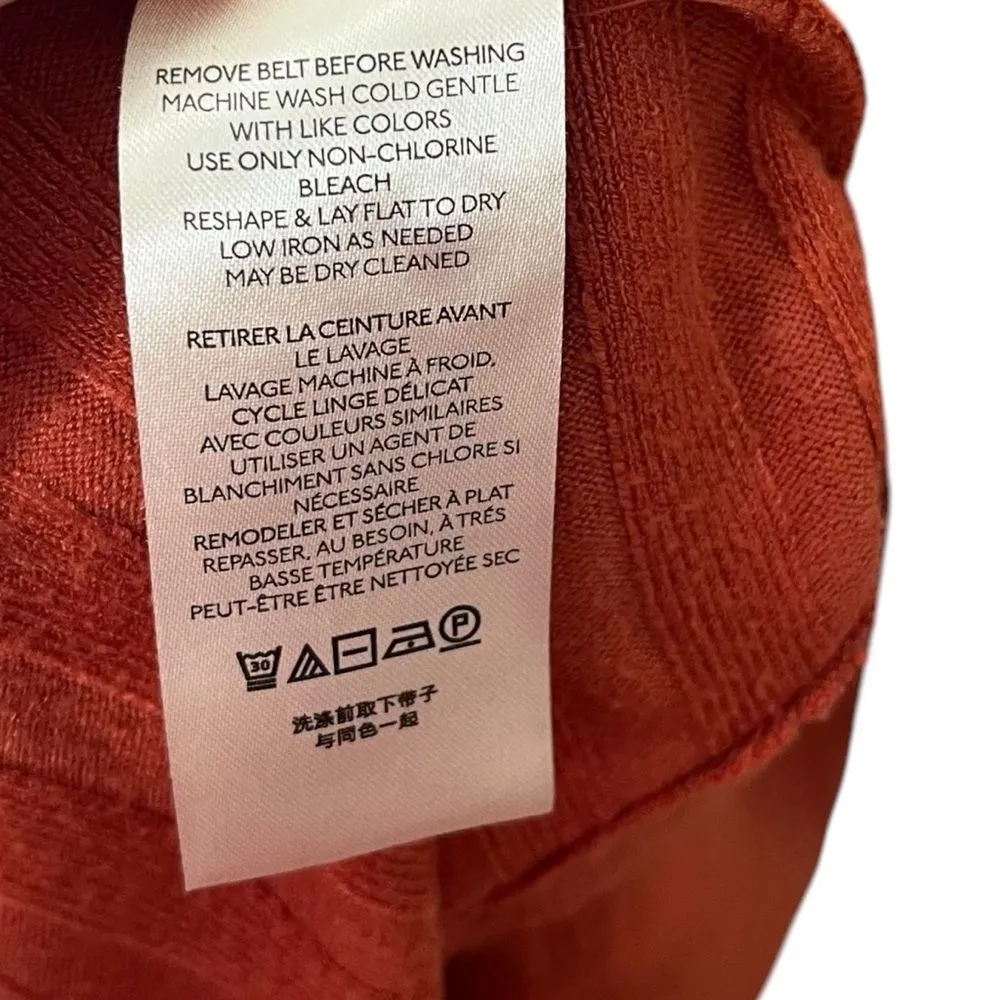 REMOVE BELT BEFORE WASHING
MACHINE WASH COLD GENTLE
WITH LIKE COLORS
USE ONLY NON-CHLORINE
BLEACH
RESHAPE & LAY FLAT TO DRY
LOW IRON AS NEEDED
MAY BE DRY CLEANED
RETIRER LA CEINTURE AVANT
LE LAVAGE
LAVAGE MACHINE À FROID,
CYCLE LINGE DÉLICAT
AVEC COULEURS SIMILAIRES
UTILISER UN AGENT DE
BLANCHIMENT SANS CHLORE SI
NÉCESSAIRE
REMODELER ET SÉCHER À PLAT
REPASSER, AU BESOIN, À TRÉS
BASSE TEMPÉRATURE
PEUT-ÊTRE ÊTRE NETTOYÉE SEC
30 P
洗涤前取下带子
与同色一起